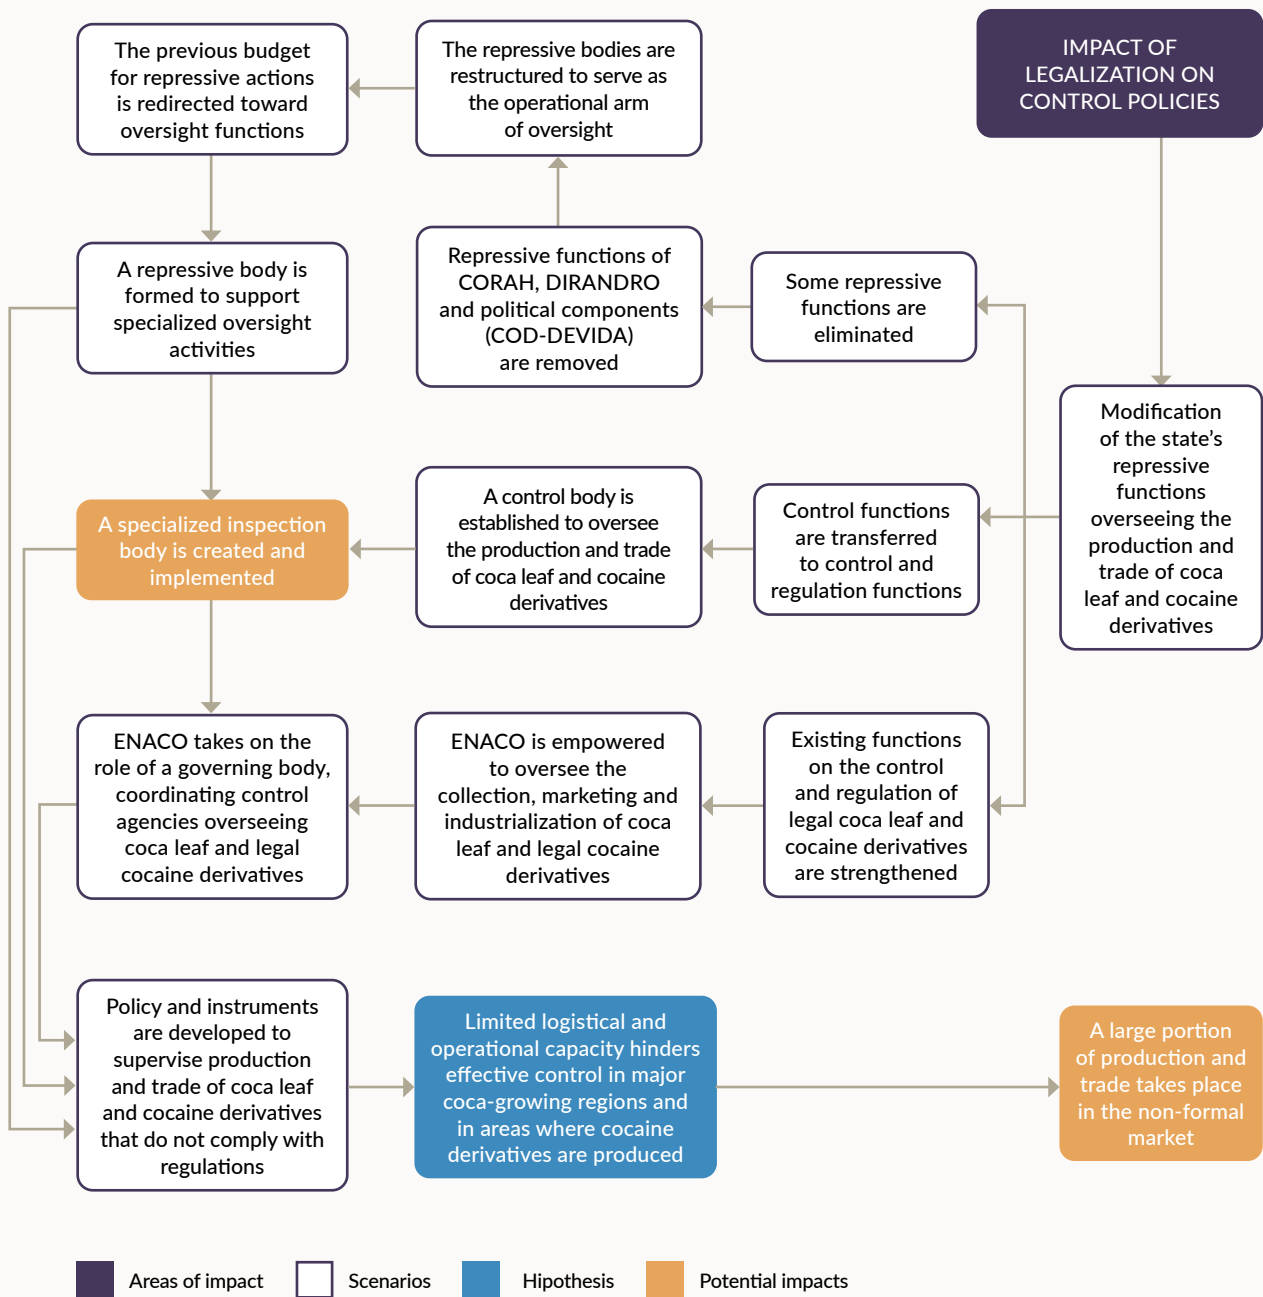 The previous budget
for repressive actions
is redirected toward
oversight functions
The repressive bodies are
restructured to serve as
the operational arm
of oversight
IMPACT OF
LEGALIZATION ON
CONTROL POLICIES
A repressive body is
formed to support
specialized oversight
activities
Repressive functions of
CORAH, DIRANDRO
and political components
(COD-DEVIDA)
are removed
Some repressive
functions are
eliminated
Modification
of the state’s
repressive
functions
overseeing the
production and
trade of coca
leaf and cocaine
derivatives
A specialized inspection
body is created and
implemented
A control body is
established to oversee
the production and trade
of coca leaf and cocaine
derivatives
Control functions
are transferred
to control and
regulation functions
ENACO takes on the
role of a governing body,
coordinating control
agencies overseeing
coca leaf and legal
cocaine derivatives
ENACO is empowered
to oversee the
collection, marketing and
industrialization of coca
leaf and legal cocaine
derivatives
Existing functions
on the control
and regulation of
legal coca leaf and
cocaine derivatives
are strengthened
Policy and instruments
are developed to
supervise production
and trade of coca leaf
and cocaine derivatives
that do not comply with
regulations
Limited logistical and
operational capacity hinders
effective control in major
coca-growing regions and
in areas where cocaine
derivatives are produced
A large portion
of production and
trade takes place
in the non-formal
market
Areas of impact
Scenarios
Hipothesis
Potential impacts